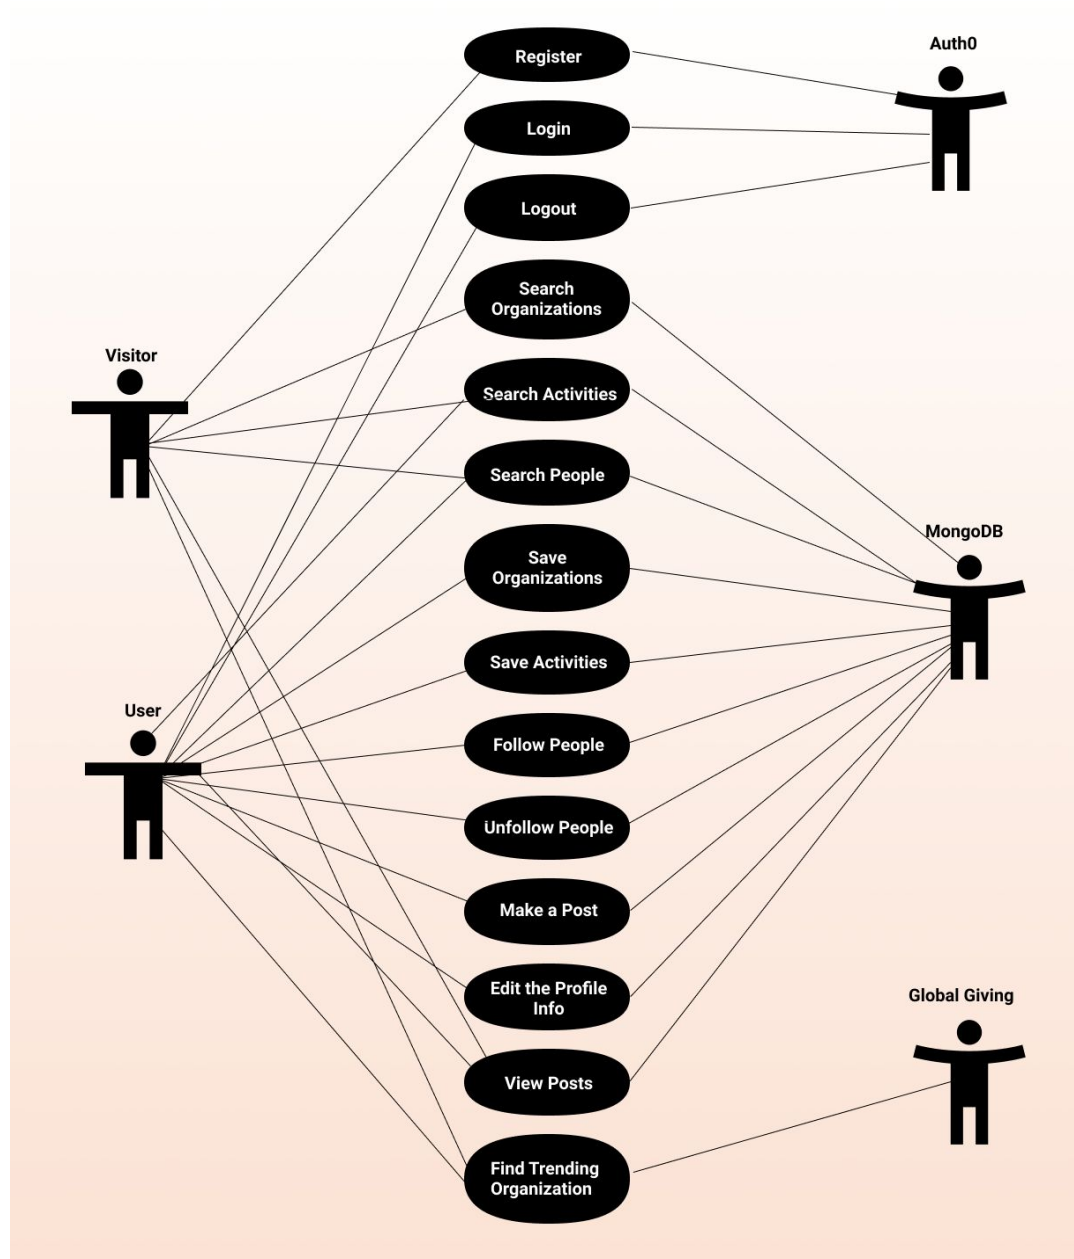 Register
Auth0
Login
Logout
Search
Organizations
Visitor
Search Activities
Search People
MongoDB
Save
Organizations
Save Activities
User
Follow People
Unfollow People
Make a Post
Edit the Profile
Info
Global Giving
View Posts
Find Trending
Organization